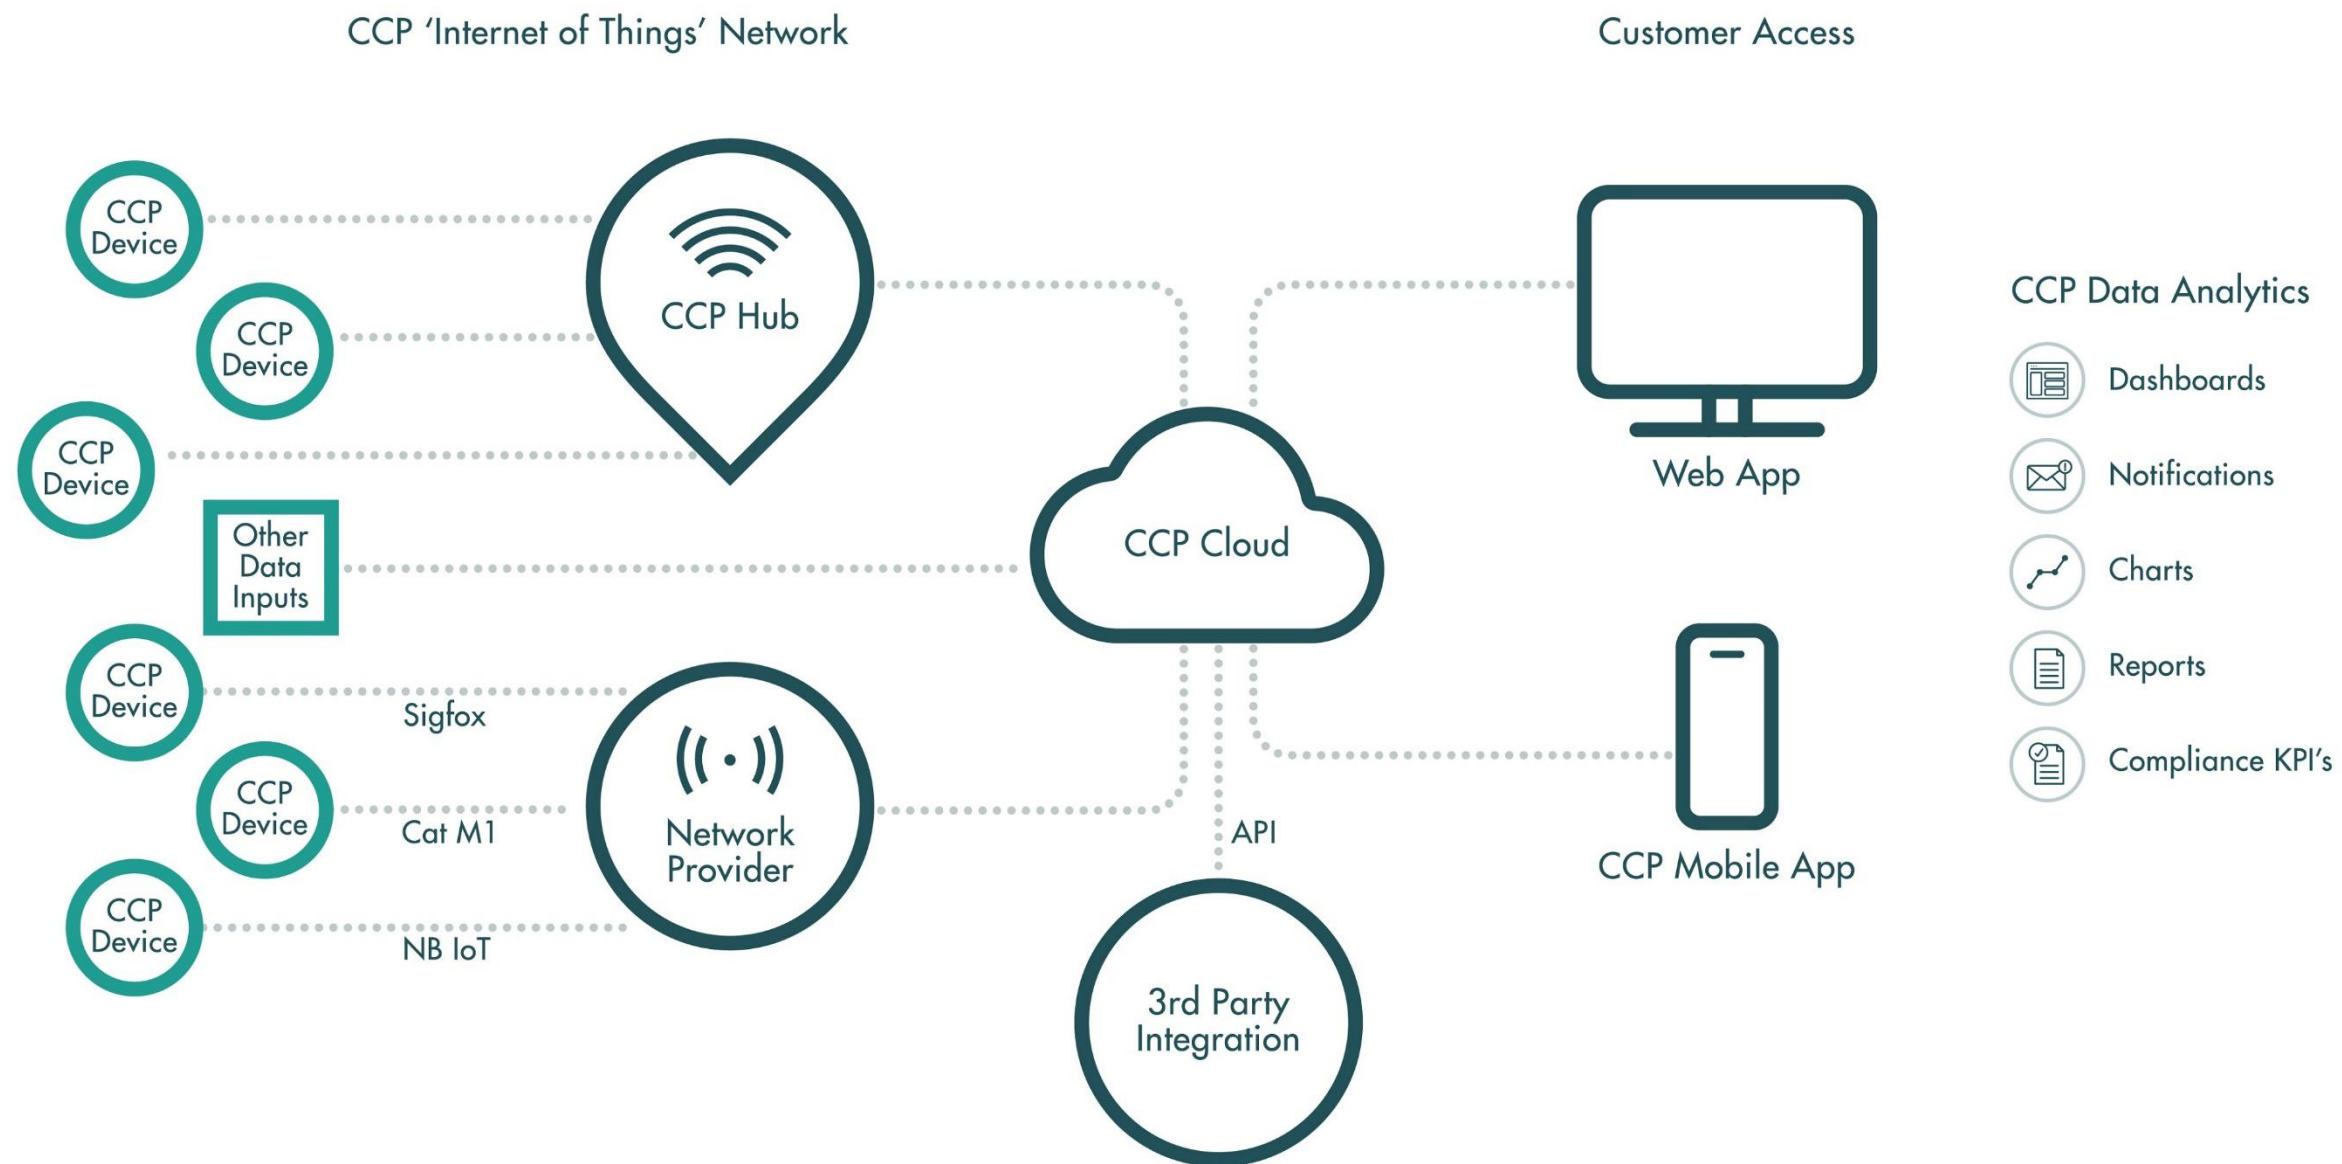 CCP ‘Internet of Things’ Network
Customer Access
CCP
Device
CCP
Device
CCP
Device
CCP Hub
Other
Data
Inputs
CCP
Device
Sigfox
CCP
Device
Cat M1
CCP
Device
NB IoT
Network
Provider
CCP Cloud
API
3rd Party
Integration
Web App
CCP Mobile App
CCP Data Analytics
Dashboards
Notifications
Charts
Reports
Compliance KPI’s